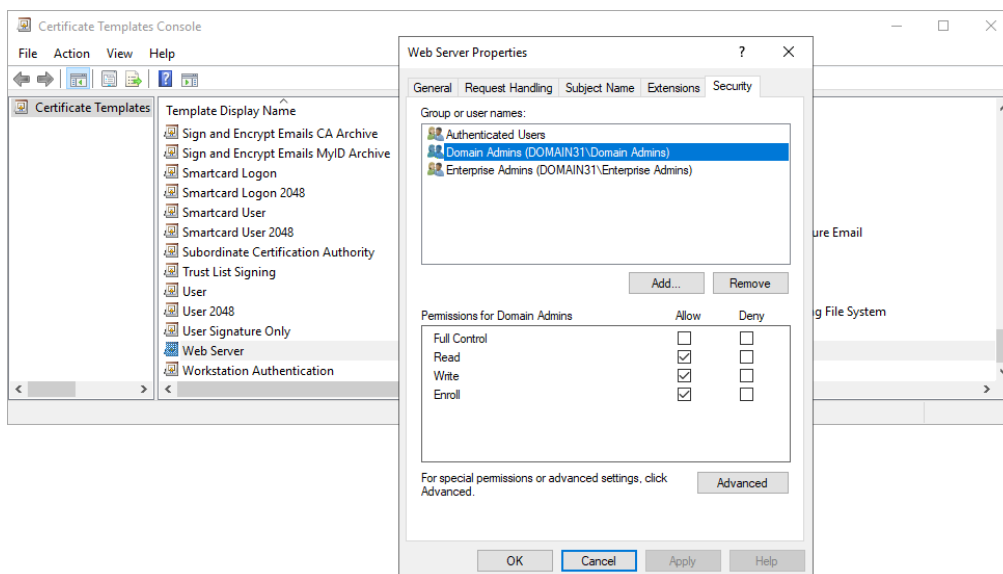 Certificate Templates Console
File Action View Help
Certificate Templates
Template Display Name
Sign and Encrypt Emails CA Archive
Sign and Encrypt Emails MyID Archive
Smartcard Logon
Smartcard Logon 2048
Smartcard User
Smartcard User 2048
Subordinate Certification Authority
Trust List Signing
User
User 2048
User Signature Only
Web Server
Workstation Authentication
ure Email
g File System
Web Server Properties
? 
General Request Handling Subject Name Extensions Security
Group or user names:
Authenticated Users
Domain Admins (DOMAIN31\Domain Admins)
Enterprise Admins (DOMAIN31\Enterprise Admins)
Add... Remove
Permissions for Domain Admins Allow Deny
Full Control
Read
Write
Enroll
For special permissions or advanced settings, click
Advanced.
Advanced
OK Cancel Apply Help